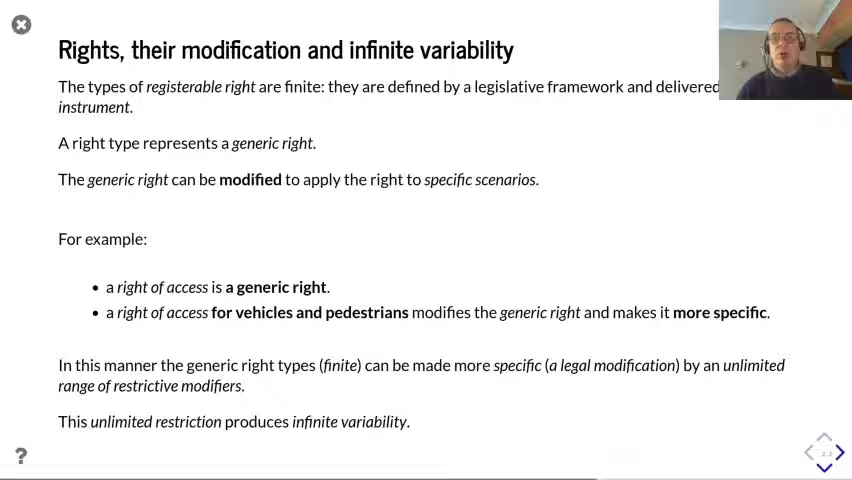 Rights, their modification and infinite variability
The types of registerable right are finite: they are defined by a legislative framework and delivered
instrument.
A right type represents a generic right.
The generic right can be modified to apply the right to specific scenarios.
For example:
• a right of access is a generic right.
• a right of access for vehicles and pedestrians modifies the generic right and makes it more specific.
In this manner the generic right types (finite) can be made more specific (a legal modification) by an unlimited
range of restrictive modifiers.
This unlimited restriction produces infinite variability.
?
2.2